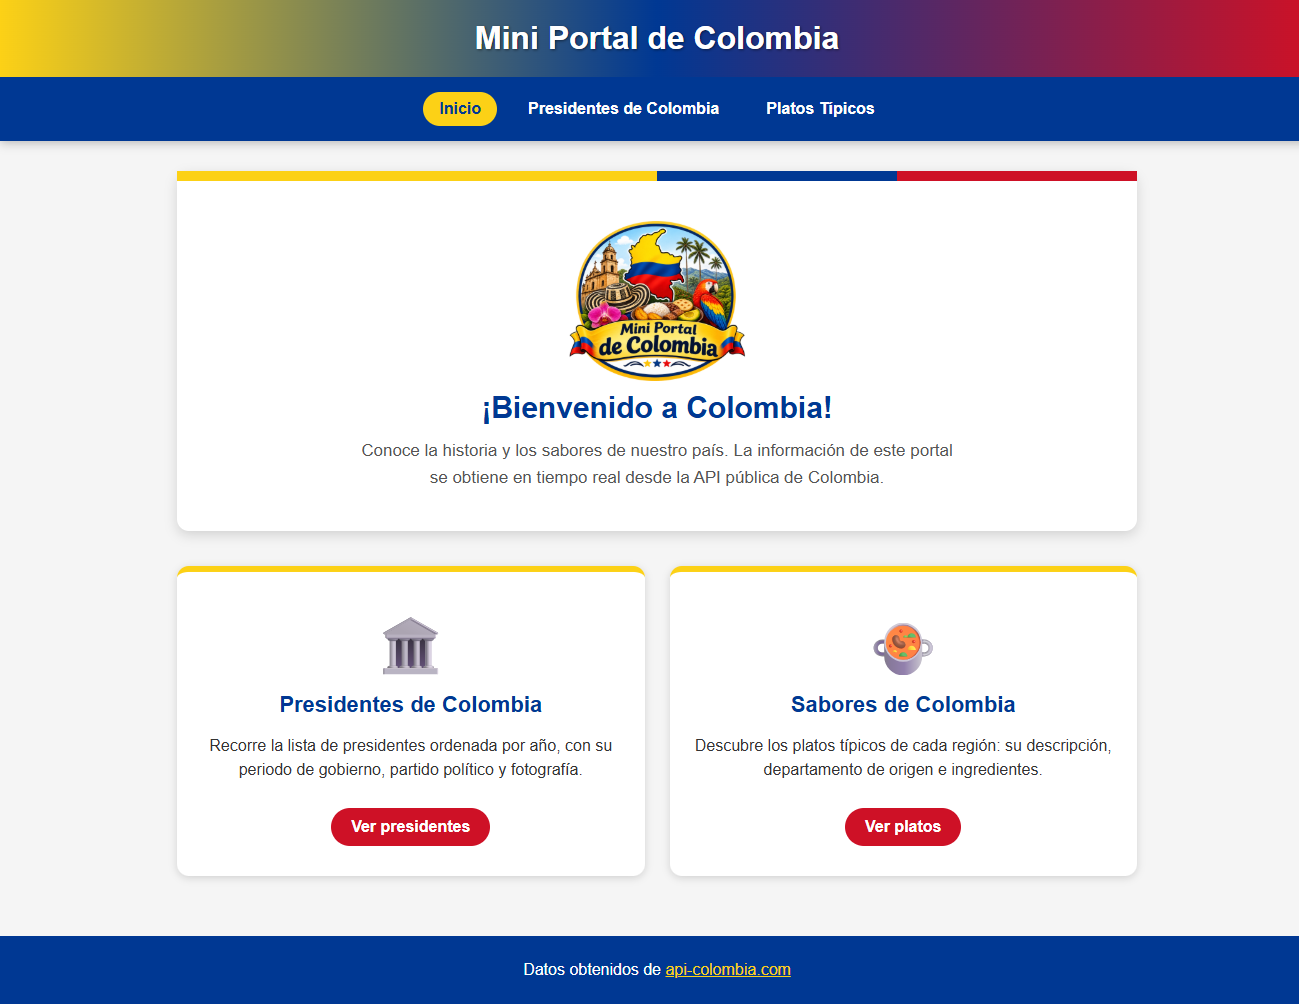 Mini Portal de Colombia
Inicio Presidentes de Colombia Platos Típicos
Mini Portal
de Colombia
¡Bienvenido a Colombia!
Conoce la historia y los sabores de nuestro país. La información de este portal
se obtiene en tiempo real desde la API pública de Colombia.
Presidentes de Colombia
Recorre la lista de presidentes ordenada por año, con su
periodo de gobierno, partido político y fotografía.
Ver presidentes
Sabores de Colombia
Descubre los platos típicos de cada región: su descripción,
departamento de origen e ingredientes.
Ver platos
Datos obtenidos de api-colombia.com